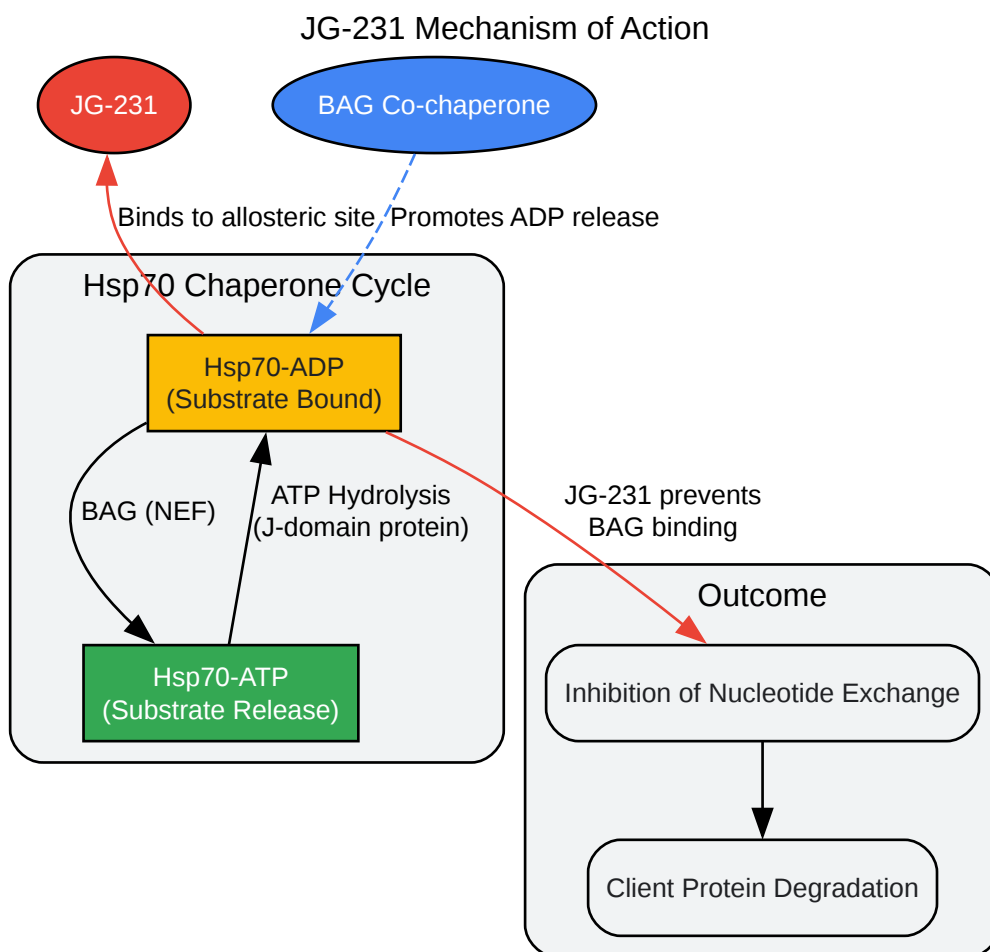 JG-231 Mechanism of Action
JG-231
BAG Co-chaperone
Binds to allosteric site
Promotes ADP release
Hsp70 Chaperone Cycle
Hsp70-ADP
(Substrate Bound)
BAG (NEF)
ATP Hydrolysis
(J-domain protein)
JG-231 prevents
BAG binding
Hsp70-ATP
(Substrate Release)
Outcome
Inhibition of Nucleotide Exchange
Client Protein Degradation